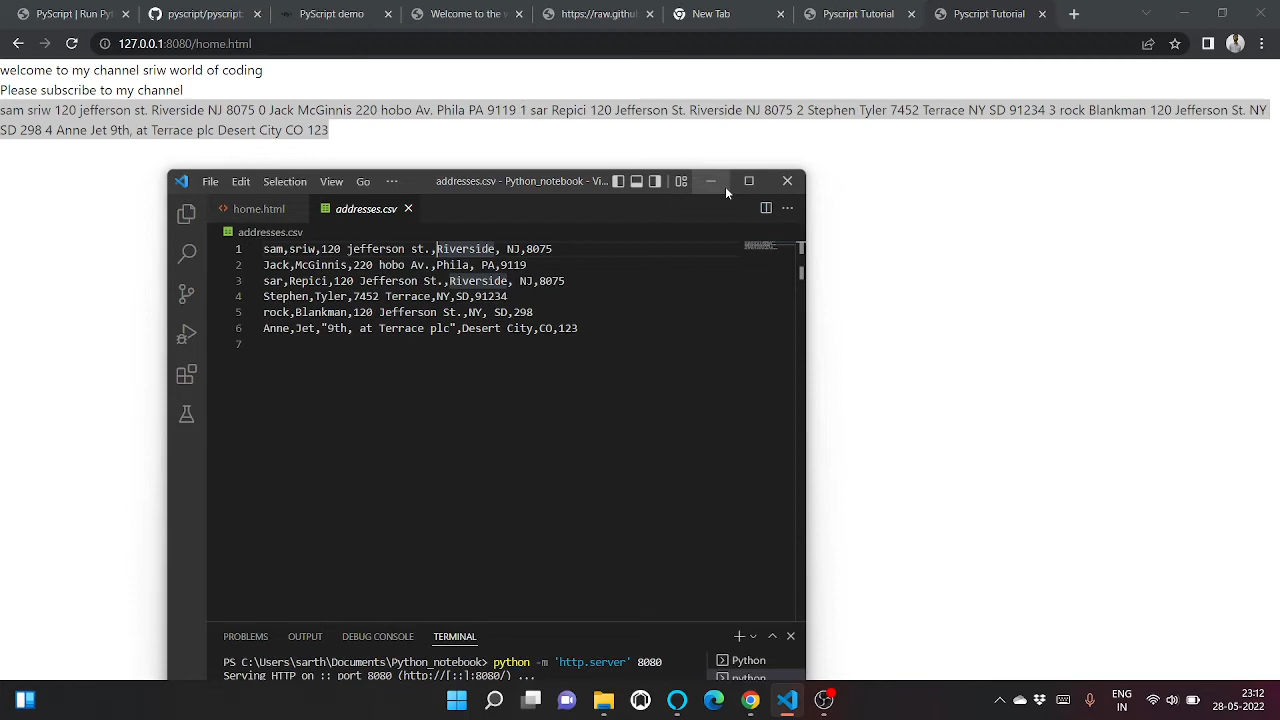 PyScript | Run Pyt
pyscript/pyscript:
PyScript demo
Welcome to the v
https://raw.githul
New Tab
Pyscript Tutorial
Pyscript Tutorial
127.0.0.1:8080/home.html
welcome to my channel sriw world of coding
Please subscribe to my channel
sam sriw 120 jefferson st. Riverside NJ 8075 0 Jack McGinnis 220 hobo Av. Phila PA 9119 1 sar Repici 120 Jefferson St. Riverside NJ 8075 2 Stephen Tyler 7452 Terrace NY SD 91234 3 rock Blankman 120 Jefferson St. NY
SD 298 4 Anne Jet 9th, at Terrace plc Desert City CO 123
File Edit Selection View Go ··· addresses.csv - Python_notebook - Vi...
home.html addresses.csv
addresses.csv
1 sam,sriw,120 jefferson st.,Riverside, NJ,8075
2 Jack,McGinnis,220 hobo Av.,Phila, PA,9119
3 sar,Repici,120 Jefferson St.,Riverside, NJ,8075
4 Stephen,Tyler,7452 Terrace,NY,SD,91234
5 rock,Blankman,120 Jefferson St.,NY, SD,298
6 Anne,Jet,"9th, at Terrace plc",Desert City,CO,123
7
PROBLEMS OUTPUT DEBUG CONSOLE TERMINAL
PS C:\Users\sarth\Documents\Python_notebook> python -m 'http.server' 8080
Serving HTTP on :: port 8080 (http://[::]:8080/) ...
Python
python
ENG
IN
23:12
28-05-2022